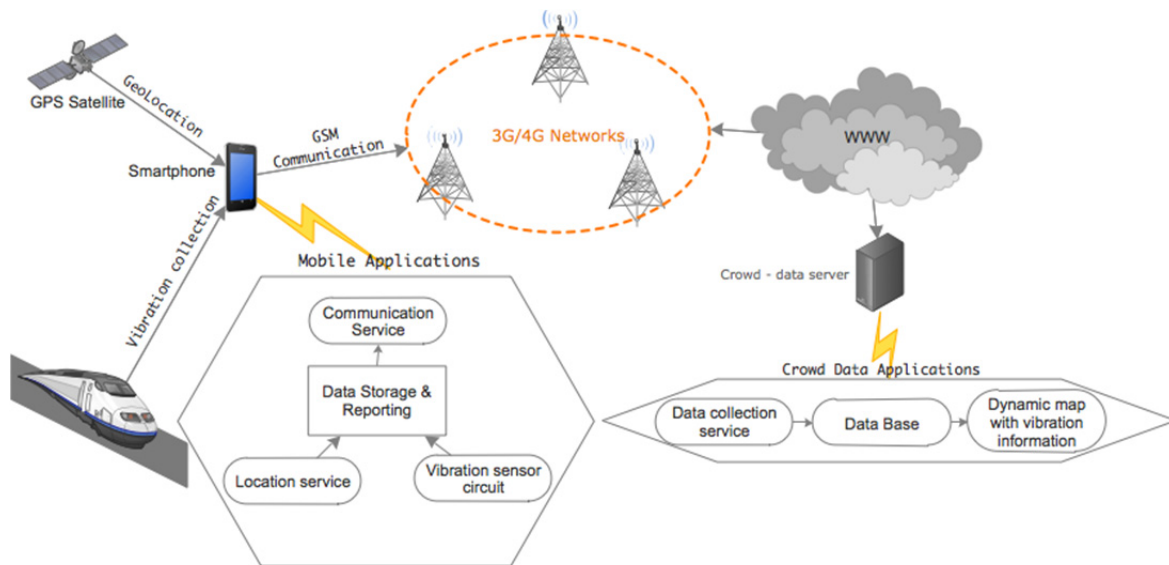 GPS Satellite
GeoLocation
Smartphone
GSM
Communication
3G/4G Networks
WWW
Vibration collection
Crowd - data server
Mobile Applications
Communication
Service
Data Storage &
Reporting
Location service
Vibration sensor
circuit
Crowd Data Applications
Data collection
service
Data Base
Dynamic map
with vibration
information